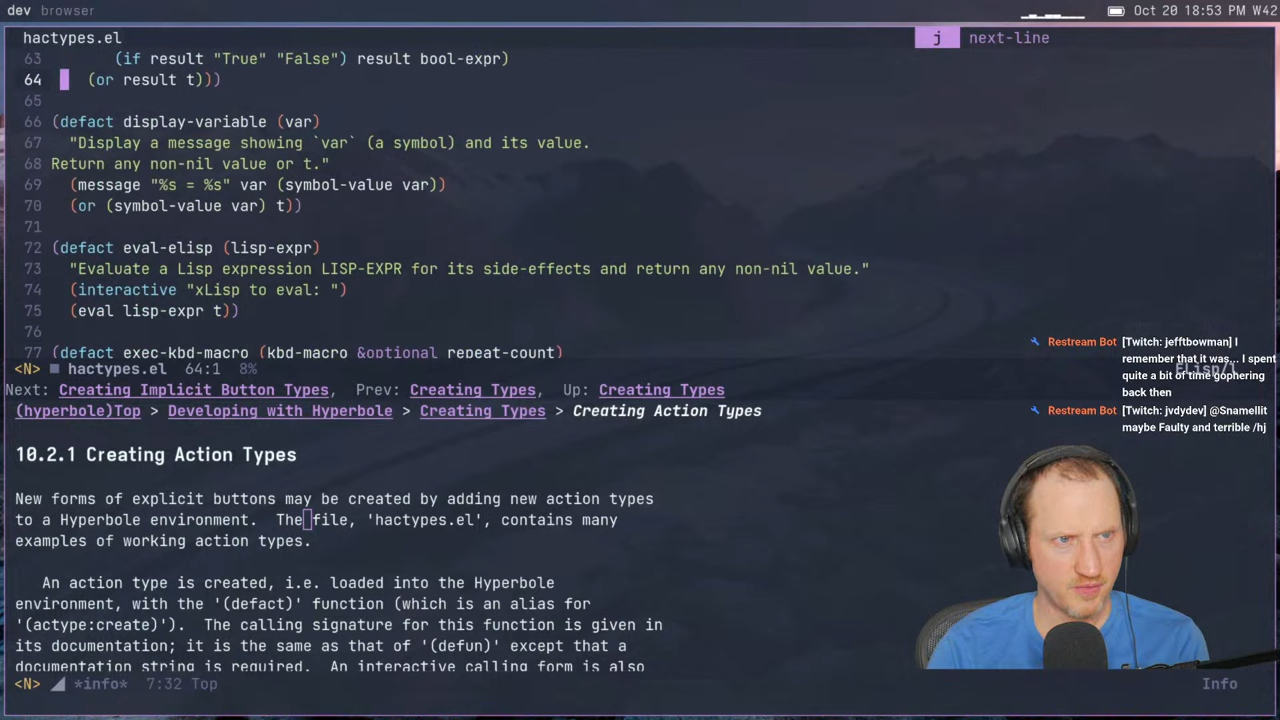 dev browser
Oct 20 18:53 PM W42
hactypes.el
j next-line
63 (if result "True" "False") result bool-expr)
64 (or result t)))
65
66 (defact display-variable (var)
67 "Display a message showing `var` (a symbol) and its value.
68 Return any non-nil value or t."
69 (message "%s = %s" var (symbol-value var))
70 (or (symbol-value var) t))
71
72 (defact eval-elisp (lisp-expr)
73 "Evaluate a Lisp expression LISP-EXPR for its side-effects and return any non-nil value."
74 (interactive "xLisp to eval: ")
75 (eval lisp-expr t))
76
77 (defact exec-kbd-macro (kbd-macro &optional repeat-count)
<N> hactypes.el 64:1 8%
Next: Creating Implicit Button Types, Prev: Creating Types, Up: Creating Types
(hyperbole)Top > Developing with Hyperbole > Creating Types > Creating Action Types
10.2.1 Creating Action Types
New forms of explicit buttons may be created by adding new action types
to a Hyperbole environment. The file, 'hactypes.el', contains many
examples of working action types.
An action type is created, i.e. loaded into the Hyperbole
environment, with the '(defact)' function (which is an alias for
'(actype:create)'). The calling signature for this function is given in
its documentation; it is the same as that of '(defun)' except that a
documentation string is required. An interactive calling form is also
<N> *info* 7:32 Top
Info
Restream Bot [Twitch: jefftbowman] I
remember that it was... I spent
quite a bit of time gophering
back then
Restream Bot [Twitch: jvdydev] @Snamellit
maybe Faulty and terrible /hj